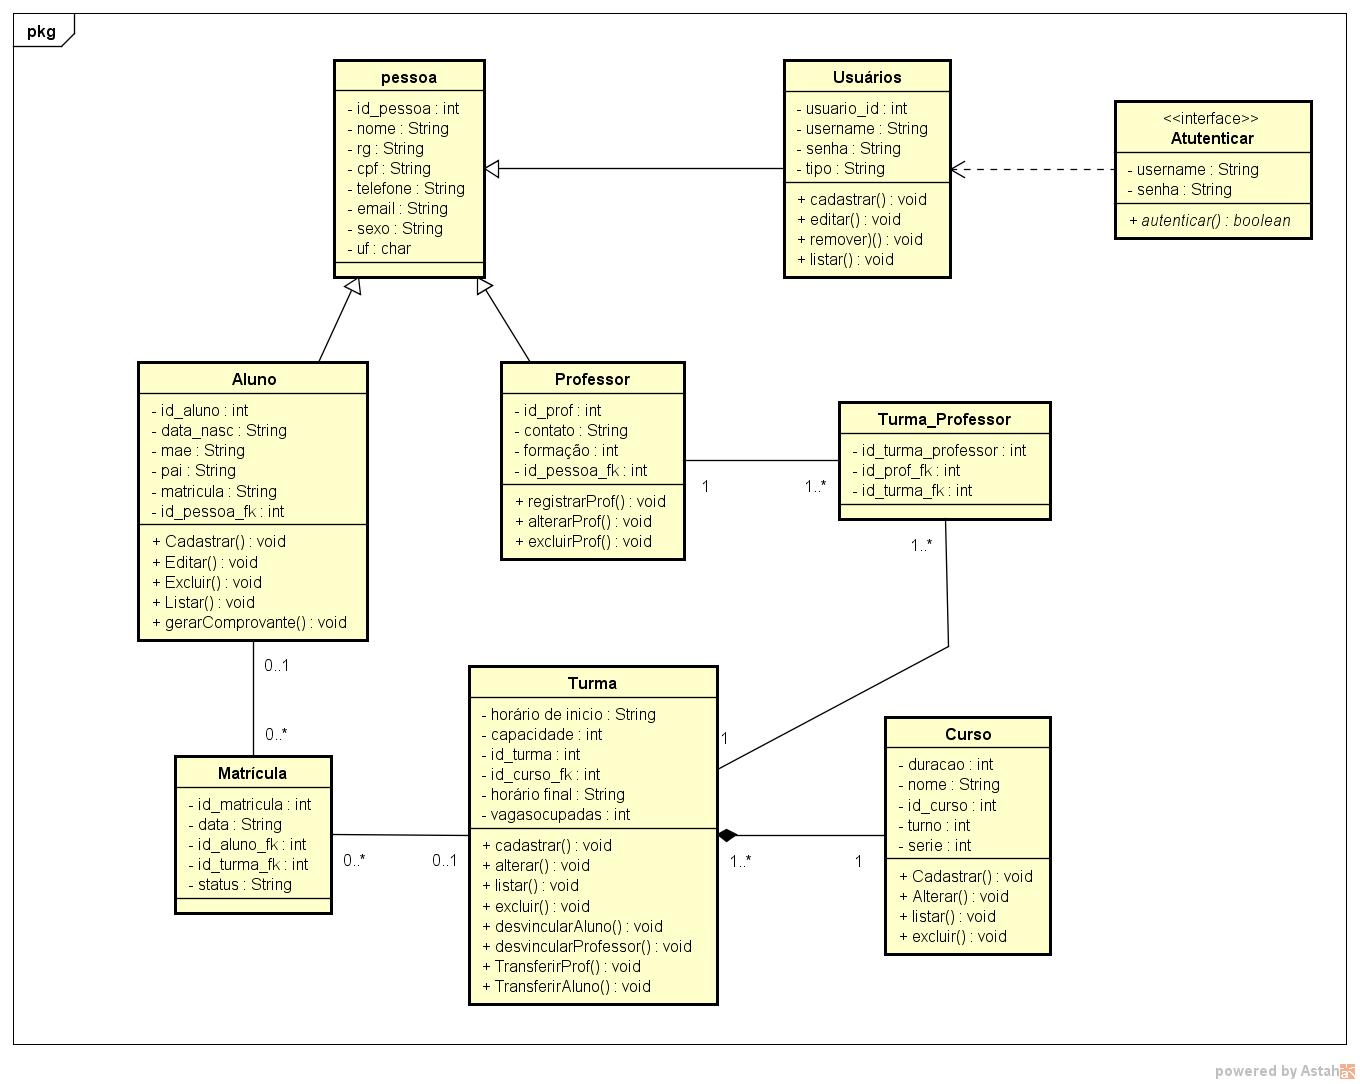 pkg
pessoa
- id_pessoa : int
- nome : String
- rg : String
- cpf : String
- telefone : String
- email : String
- sexo : String
- uf : char
Usuários
- usuario_id : int
- username : String
- senha : String
- tipo : String
+ cadastrar() : void
+ editar() : void
+ remover)() : void
+ listar() : void
<<interface>>
Atutenticar
- username : String
- senha : String
+ autenticar() : boolean
Aluno
- id_aluno : int
- data_nasc : String
- mae : String
- pai : String
- matricula : String
- id_pessoa_fk : int
+ Cadastrar() : void
+ Editar() : void
+ Excluir() : void
+ Listar() : void
+ gerarComprovante() : void
Professor
- id_prof : int
- contato : String
- formação : int
- id_pessoa_fk : int
+ registrarProf() : void
+ alterarProf() : void
+ excluirProf() : void
1
1..*
Turma_Professor
- id_turma_professor : int
- id_prof_fk : int
- id_turma_fk : int
1..*
1
0..1
0..*
Matrícula
- id_matricula : int
- data : String
- id_aluno_fk : int
- id_turma_fk : int
- status : String
0..*
0..1
Turma
- horário de inicio : String
- capacidade : int
- id_turma : int
- id_curso_fk : int
- horário final : String
- vagasocupadas : int
+ cadastrar() : void
+ alterar() : void
+ listar() : void
+ excluir() : void
+ desvincularAluno() : void
+ desvincularProfessor() : void
+ TransferirProf() : void
+ TransferirAluno() : void
1..*
1
Curso
- duracao : int
- nome : String
- id_curso : int
- turno : int
- serie : int
+ Cadastrar() : void
+ Alterar() : void
+ listar() : void
+ excluir() : void
powered by Astah